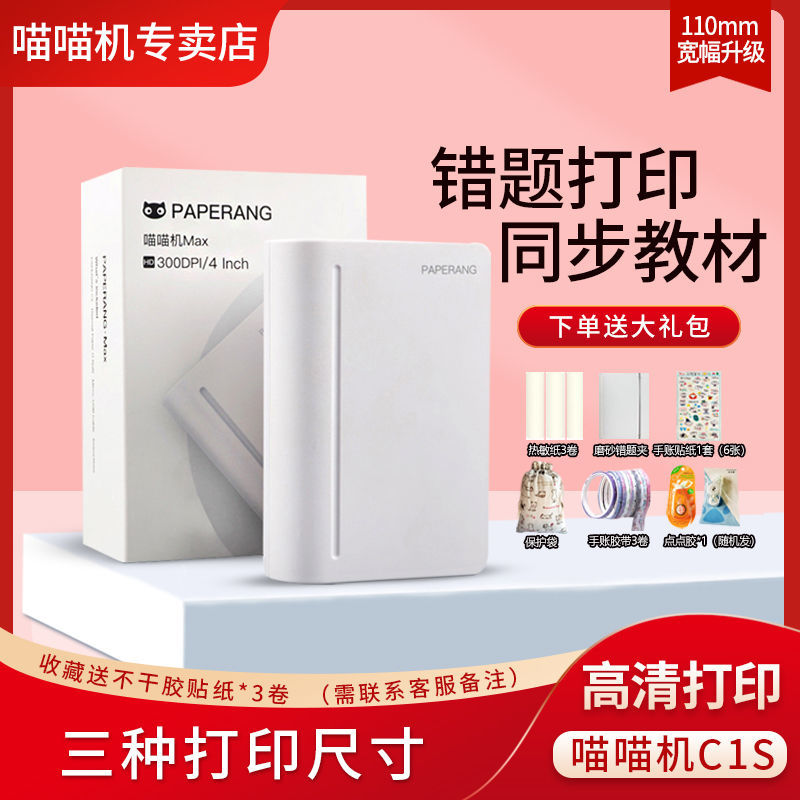 喵喵机专卖店
110mm
宽幅升级
错题打印
同步教材
PAPERANG
喵喵机Max
HD 300DPI/4 Inch
PAPERANG
PAPERANG·Max
What's included
下单送大礼包
热敏纸3卷
磨砂错题夹
手账贴纸1套（6张）
保护袋
手账胶带3卷
点点胶*1（随机发）
收藏送不干胶贴纸*3卷 （需联系客服备注）
高清打印
三种打印尺寸
喵喵机C1S